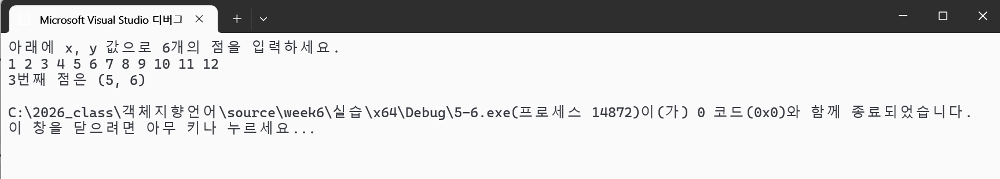 Microsoft Visual Studio 디버그
아래에 x, y 값으로 6개의 점을 입력하세요.
1 2 3 4 5 6 7 8 9 10 11 12
3번째 점은 (5, 6)
C:\2026_class\객체지향언어\source\week6\실습\x64\Debug\5-6.exe(프로세스 14872)이(가) 0 코드(0x0)와 함께 종료되었습니다.
이 창을 닫으려면 아무 키나 누르세요...